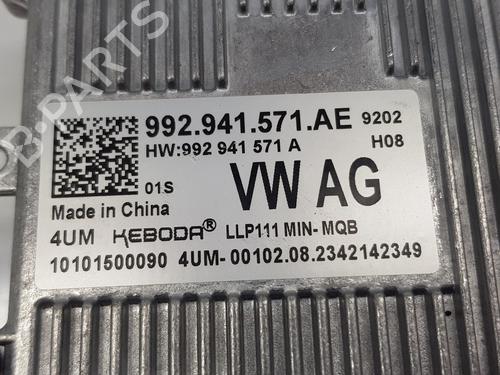 B-PARTS
992.941.571.AE 9202
HW:992 941 571 A H08
01S VW AG
Made in China
4UM KEBODA® LLP111 MIN-MQB
10101500090 4UM-00102.08.2342142349